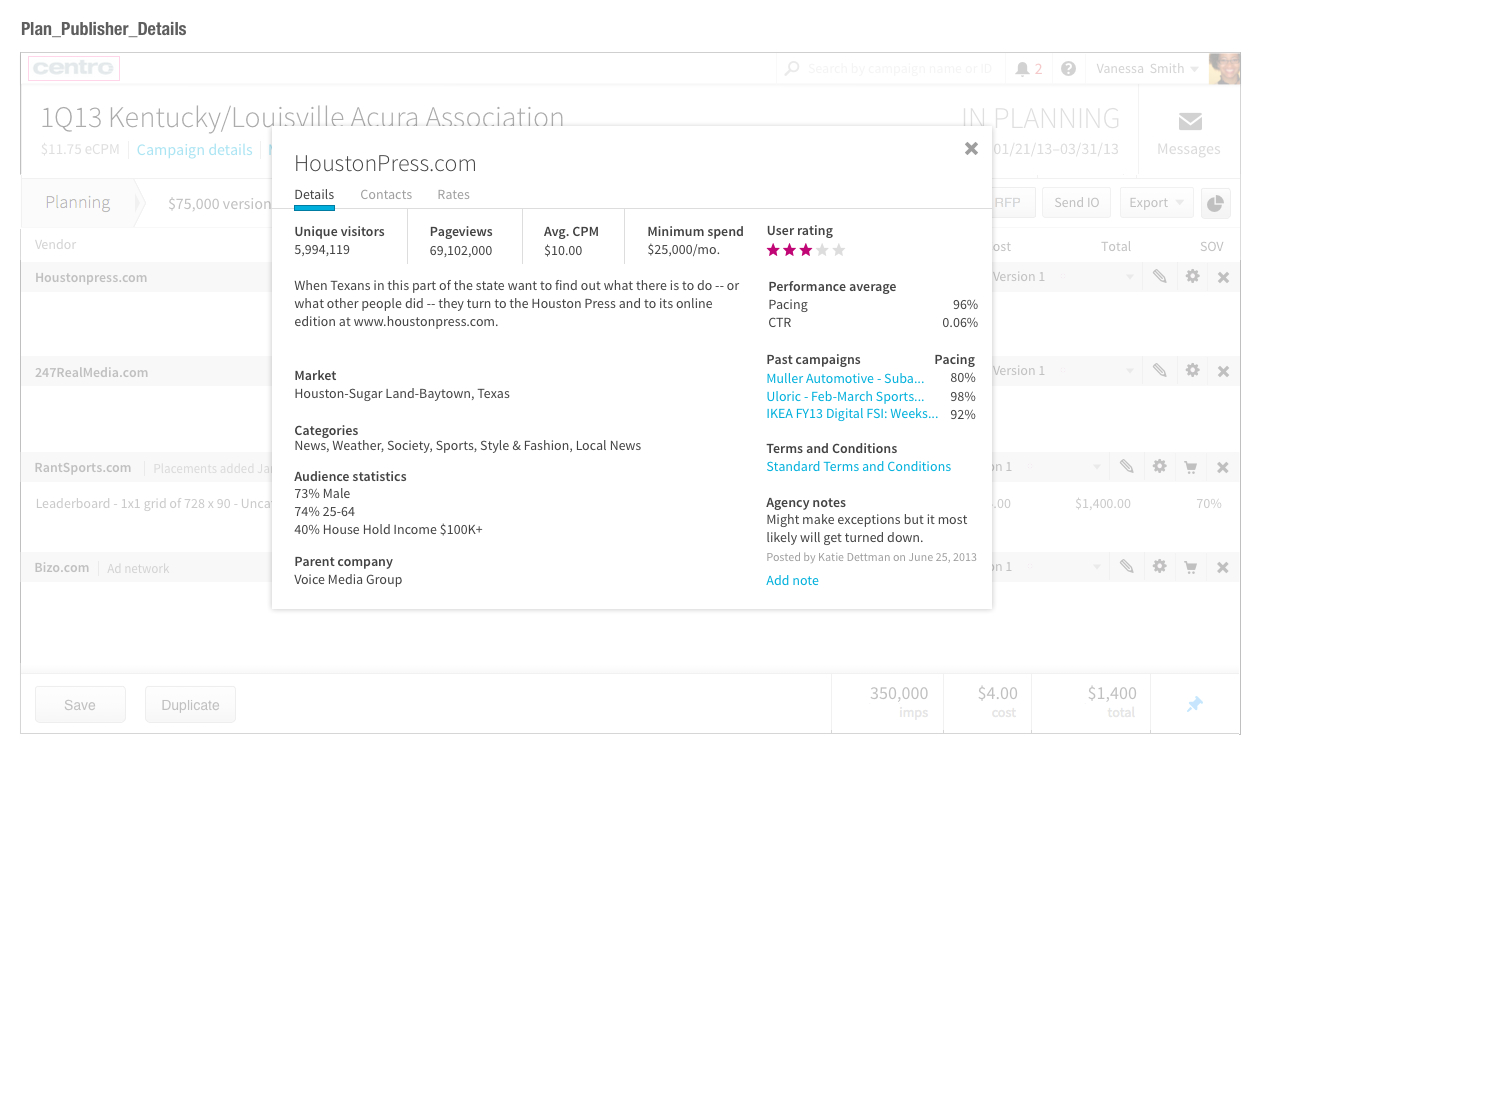 Plan_Publisher_Details
centro
Search by campaign name or IO
2
Vanessa Smith
1Q13 Kentucky/Louisville Acura Association
IN PLANNING
$11.75 eCPM
Campaign details
01/21/13–03/31/13
Messages
Planning
$75,000 version
RFP
Send IO
Export
Vendor
Total
SOV
Houstonpress.com
Version 1
247RealMedia.com
Version 1
RantSports.com
Placements added
Leaderboard - 1x1 grid of 728 x 90 -
$1,400.00
70%
Bizo.com
Ad network
HoustonPress.com
Details
Contacts
Rates
Unique visitors
5,994,119
Pageviews
69,102,000
Avg. CPM
$10.00
Minimum spend
$25,000/mo.
When Texans in this part of the state want to find out what there is to do -- or
what other people did -- they turn to the Houston Press and to its online
edition at www.houstonpress.com.
Market
Houston-Sugar Land-Baytown, Texas
Categories
News, Weather, Society, Sports, Style & Fashion, Local News
Audience statistics
73% Male
74% 25-64
40% House Hold Income $100K+
Parent company
Voice Media Group
User rating
Performance average
Pacing 96%
CTR 0.06%
Past campaigns Pacing
Muller Automotive - Suba... 80%
Uloric - Feb-March Sports... 98%
IKEA FY13 Digital FSI: Weeks... 92%
Terms and Conditions
Standard Terms and Conditions
Agency notes
Might make exceptions but it most
likely will get turned down.
Posted by Katie Dettman on June 25, 2013
Add note
Save
Duplicate
350,000
imps
$4.00
cost
$1,400
total